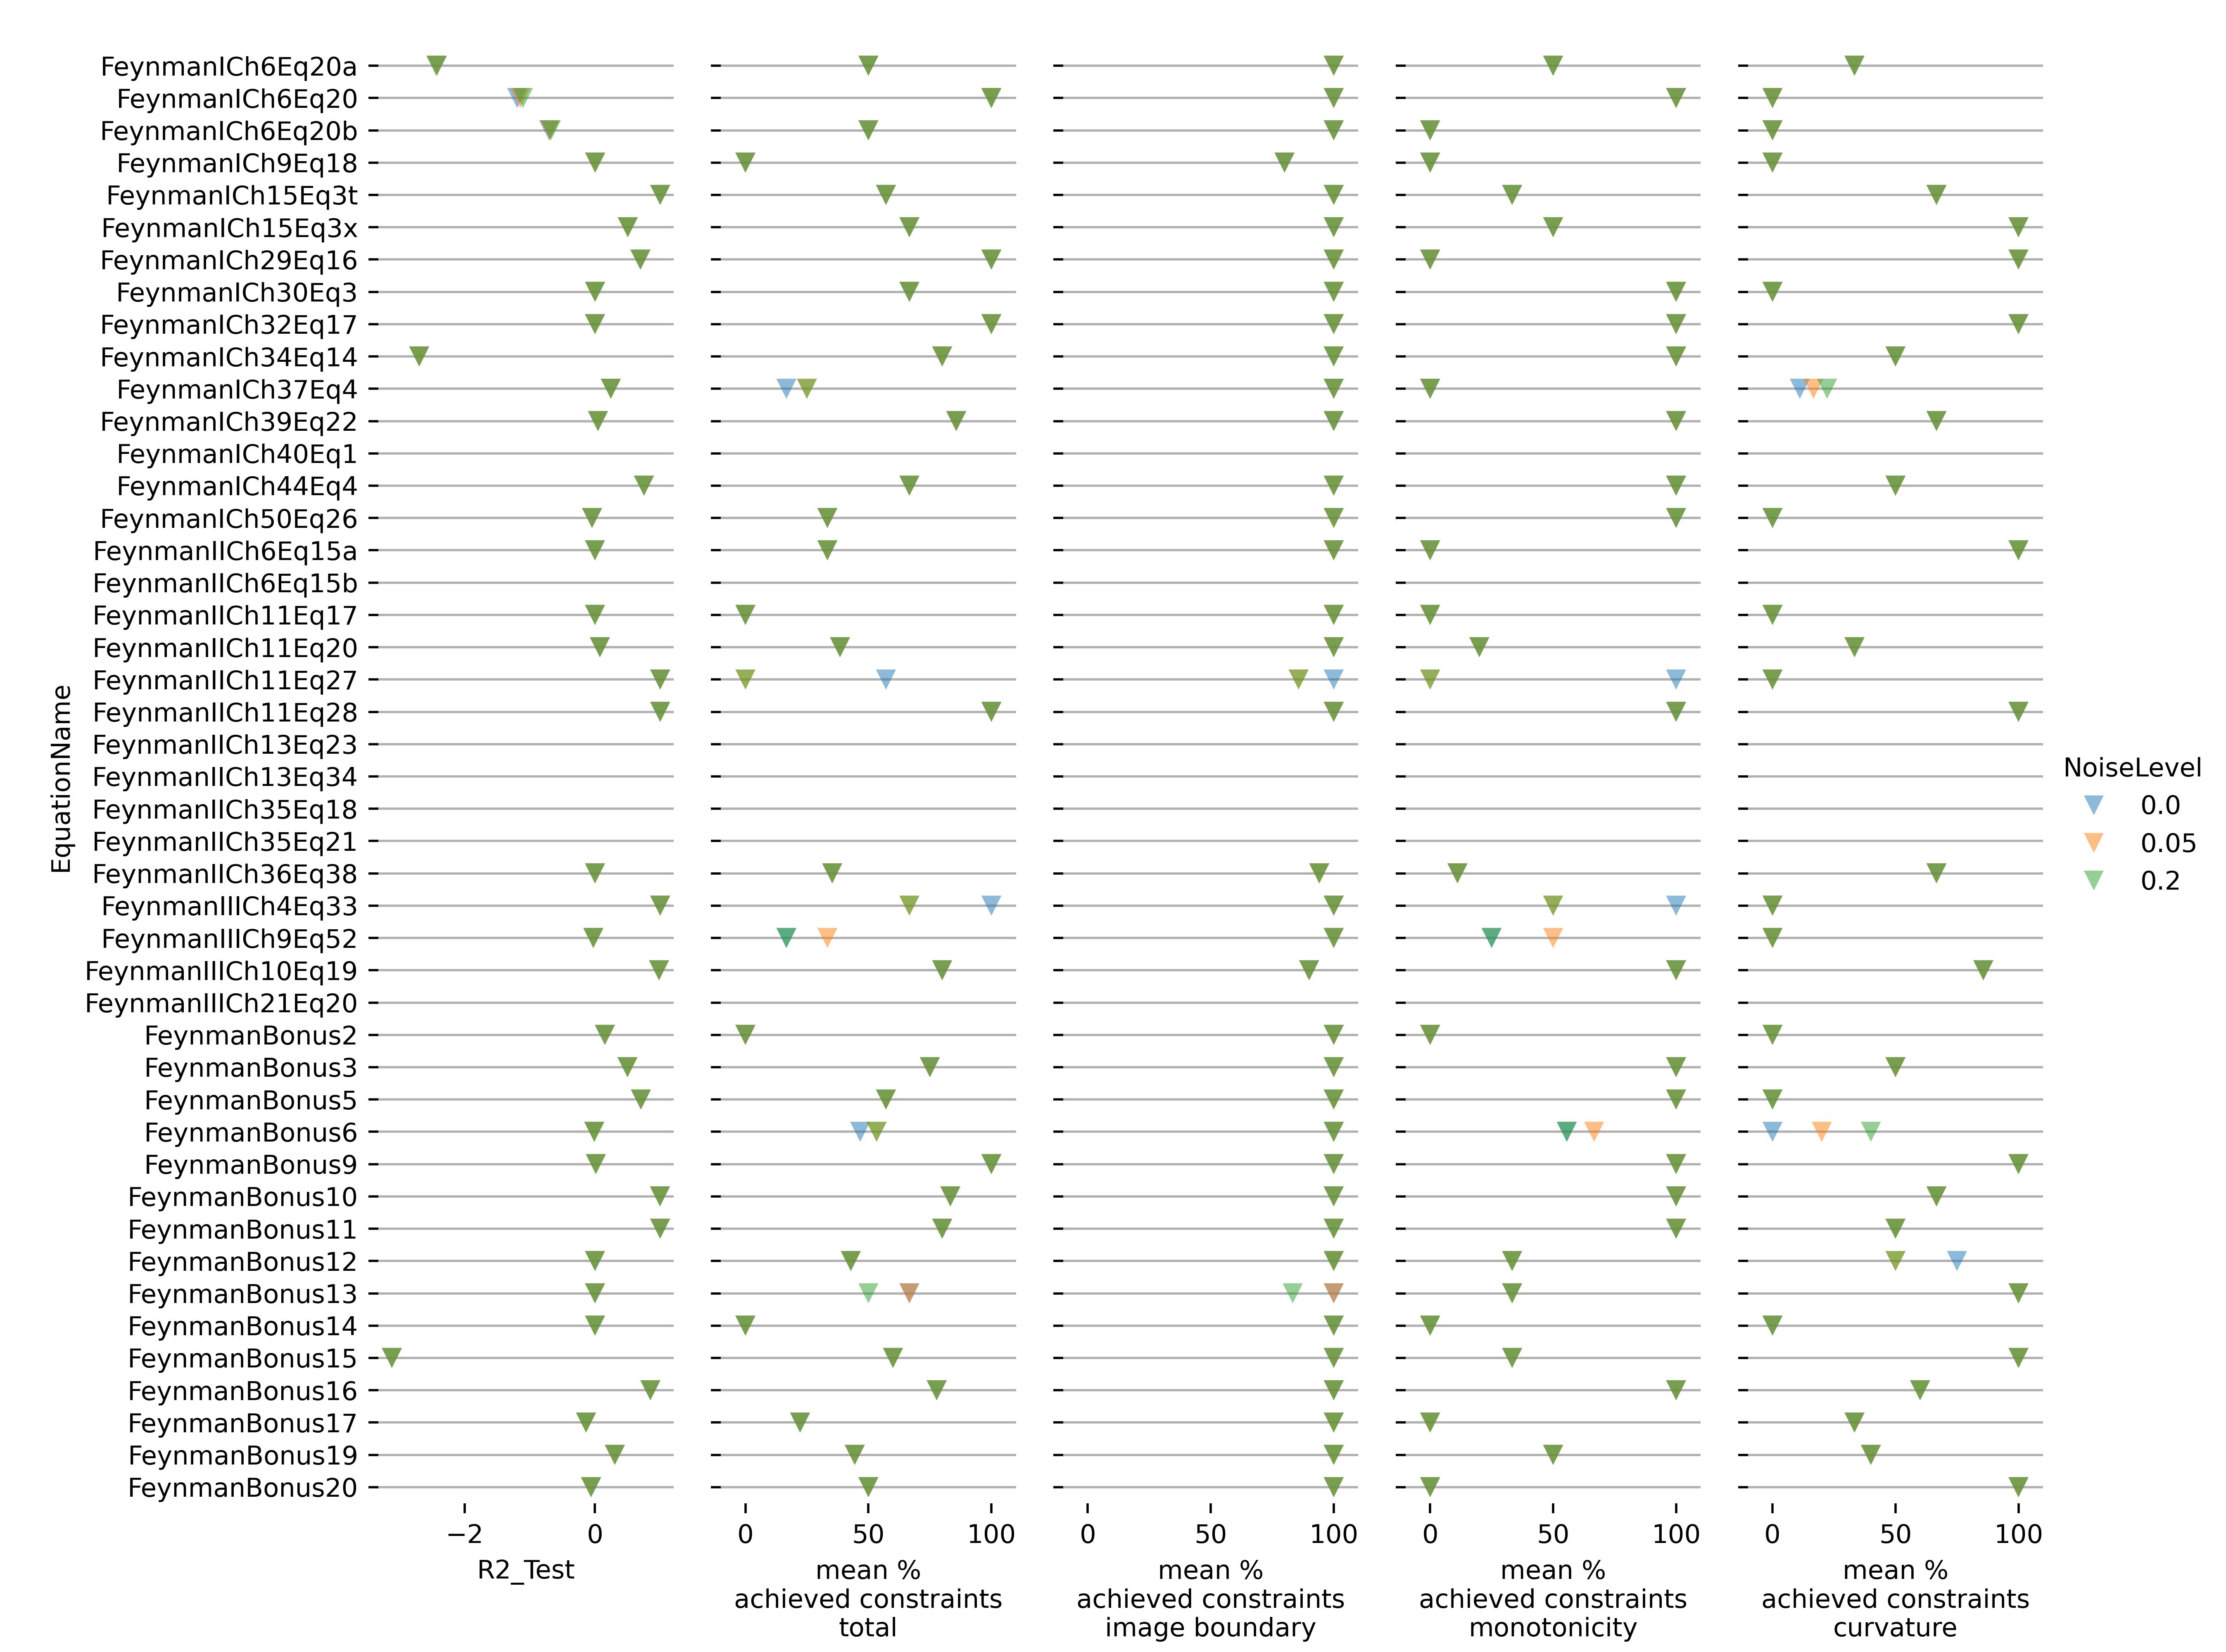 FeynmanICh6Eq20a
FeynmanICh6Eq20
FeynmanICh6Eq20b
FeynmanICh9Eq18
FeynmanICh15Eq3t
FeynmanICh15Eq3x
FeynmanICh29Eq16
FeynmanICh30Eq3
FeynmanICh32Eq17
FeynmanICh34Eq14
FeynmanICh37Eq4
FeynmanICh39Eq22
FeynmanICh40Eq1
FeynmanICh44Eq4
FeynmanICh50Eq26
FeynmanIICh6Eq15a
FeynmanIICh6Eq15b
FeynmanIICh11Eq17
FeynmanIICh11Eq20
FeynmanIICh11Eq27
FeynmanIICh11Eq28
FeynmanIICh13Eq23
FeynmanIICh13Eq34
FeynmanIICh35Eq18
FeynmanIICh35Eq21
FeynmanIICh36Eq38
FeynmanIIICh4Eq33
FeynmanIIICh9Eq52
FeynmanIIICh10Eq19
FeynmanIIICh21Eq20
FeynmanBonus2
FeynmanBonus3
FeynmanBonus5
FeynmanBonus6
FeynmanBonus9
FeynmanBonus10
FeynmanBonus11
FeynmanBonus12
FeynmanBonus13
FeynmanBonus14
FeynmanBonus15
FeynmanBonus16
FeynmanBonus17
FeynmanBonus19
FeynmanBonus20
EquationName
−2 0
R2_Test
0 50 100
mean %
achieved constraints
total
0 50 100
mean %
achieved constraints
image boundary
0 50 100
mean %
achieved constraints
monotonicity
0 50 100
mean %
achieved constraints
curvature
NoiseLevel
0.0
0.05
0.2